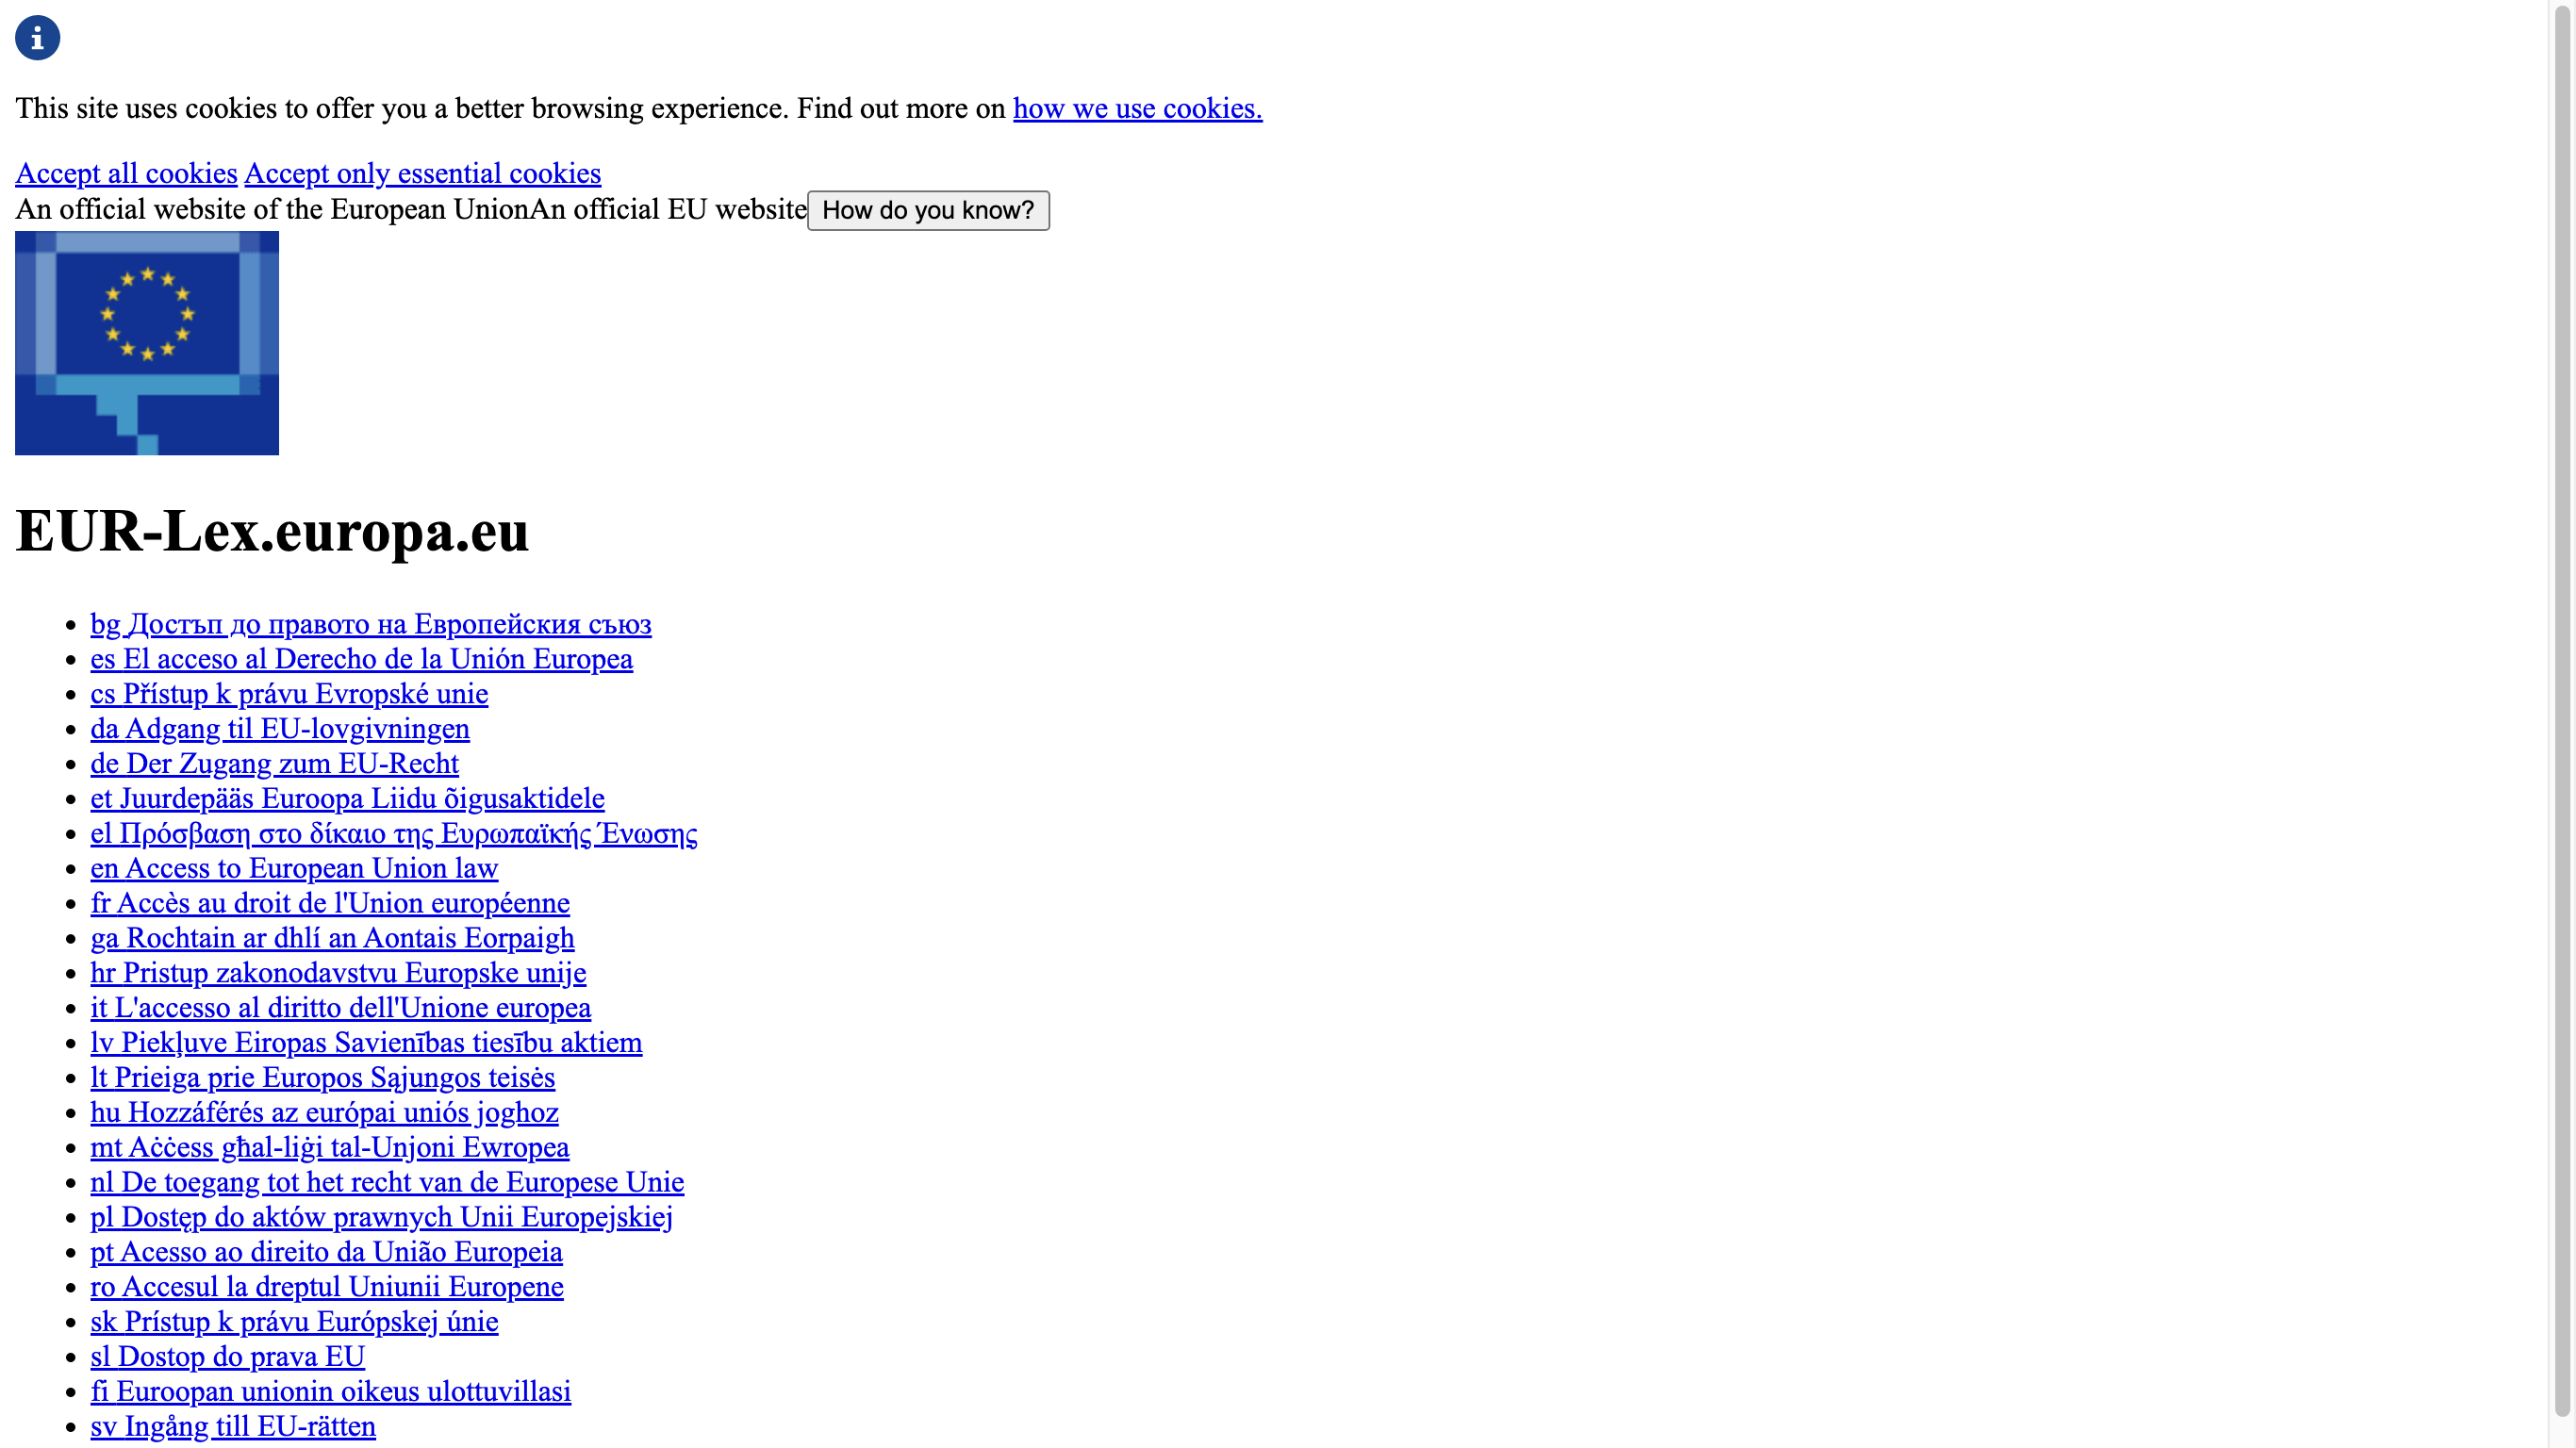 This site uses cookies to offer you a better browsing experience. Find out more on how we use cookies.
Accept all cookies Accept only essential cookies
An official website of the European UnionAn official EU website How do you know?
EUR-Lex.europa.eu
bg Достъп до правото на Европейския съюз
es El acceso al Derecho de la Unión Europea
cs Přístup k právu Evropské unie
da Adgang til EU-lovgivningen
de Der Zugang zum EU-Recht
et Juurdepääs Euroopa Liidu õigusaktidele
el Πρόσβαση στο δίκαιο της Ευρωπαϊκής Ένωσης
en Access to European Union law
fr Accès au droit de l'Union européenne
ga Rochtain ar dhlí an Aontais Eorpaigh
hr Pristup zakonodavstvu Europske unije
it L'accesso al diritto dell'Unione europea
lv Piekļuve Eiropas Savienības tiesību aktiem
lt Prieiga prie Europos Sąjungos teisės
hu Hozzáférés az európai uniós joghoz
mt Aċċess għal-liġi tal-Unjoni Ewropea
nl De toegang tot het recht van de Europese Unie
pl Dostęp do aktów prawnych Unii Europejskiej
pt Acesso ao direito da União Europeia
ro Accesul la dreptul Uniunii Europene
sk Prístup k právu Európskej únie
sl Dostop do prava EU
fi Euroopan unionin oikeus ulottuvillasi
sv Ingång till EU-rätten